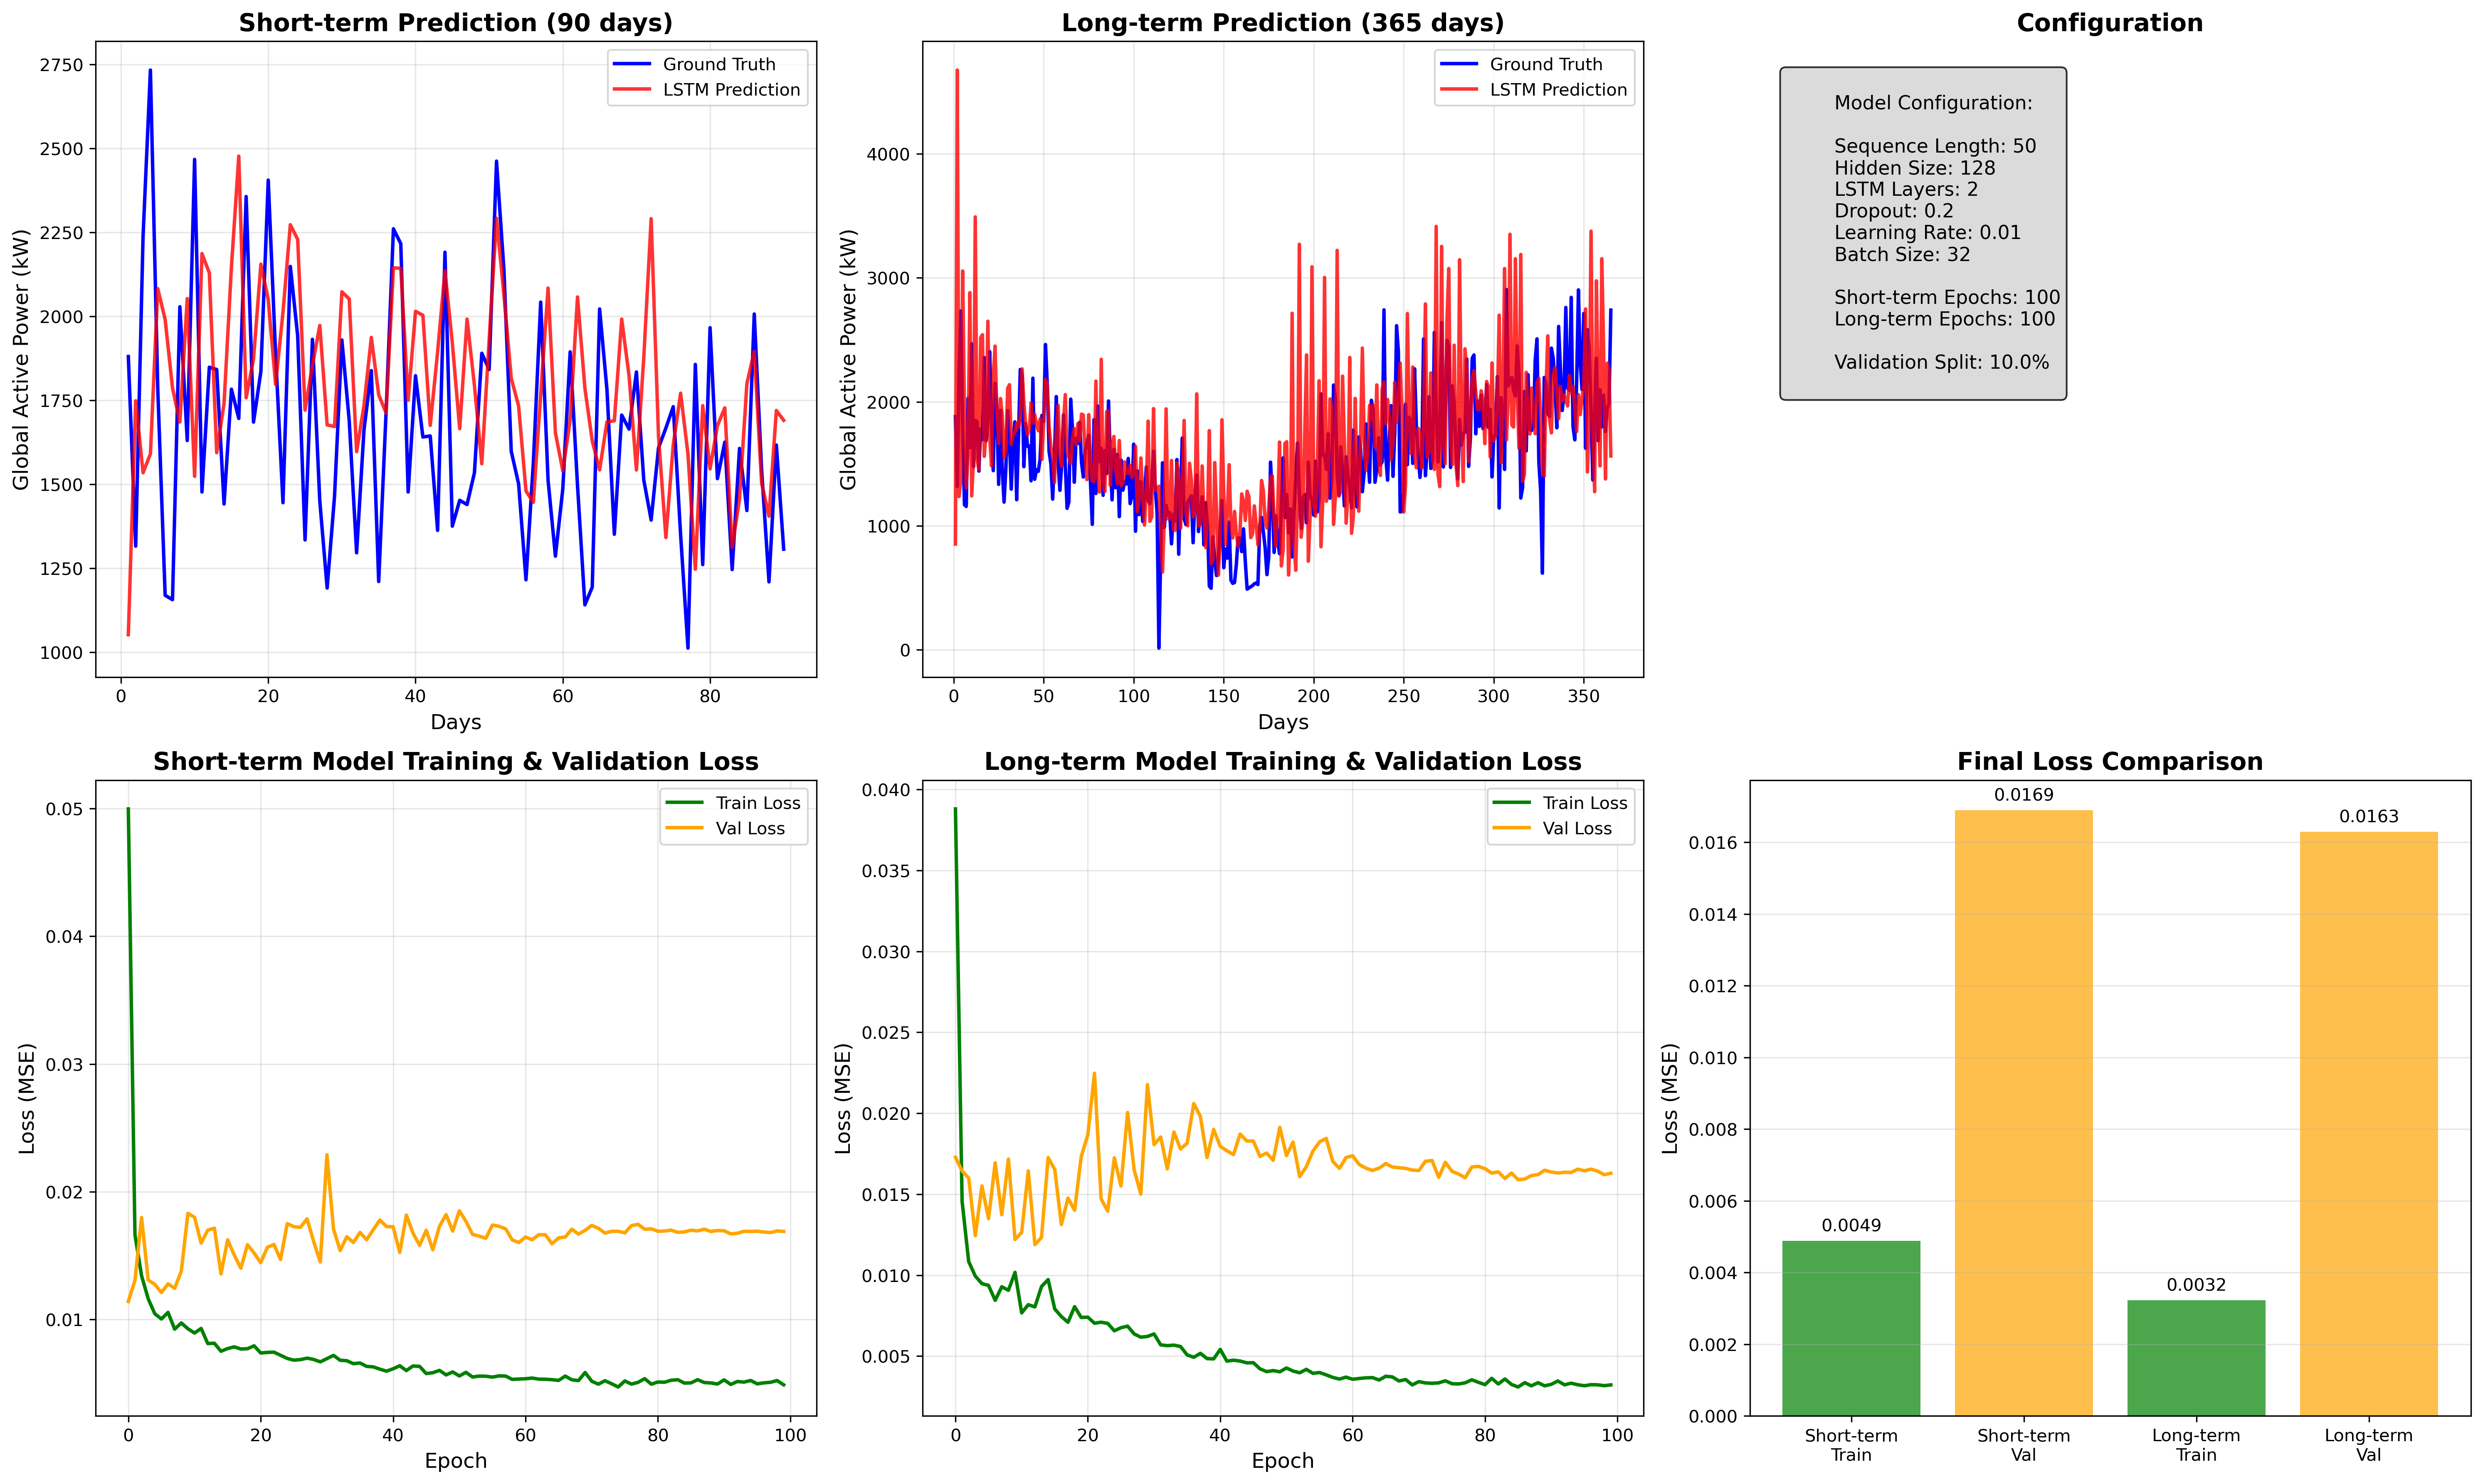 Short-term Prediction (90 days)
Global Active Power (kW)
2750
2500
2250
2000
1750
1500
1250
1000
0
20
40
60
80
Days
Ground Truth
LSTM Prediction
Long-term Prediction (365 days)
Global Active Power (kW)
4000
3000
2000
1000
0
0
50
100
150
200
250
300
350
Days
Ground Truth
LSTM Prediction
Configuration
Model Configuration:
Sequence Length: 50
Hidden Size: 128
LSTM Layers: 2
Dropout: 0.2
Learning Rate: 0.01
Batch Size: 32
Short-term Epochs: 100
Long-term Epochs: 100
Validation Split: 10.0%
Short-term Model Training & Validation Loss
Loss (MSE)
0.05
0.04
0.03
0.02
0.01
0
20
40
60
80
100
Epoch
Train Loss
Val Loss
Long-term Model Training & Validation Loss
Loss (MSE)
0.040
0.035
0.030
0.025
0.020
0.015
0.010
0.005
0
20
40
60
80
100
Epoch
Train Loss
Val Loss
Final Loss Comparison
Loss (MSE)
0.016
0.014
0.012
0.010
0.008
0.006
0.004
0.002
0.000
0.0049
0.0169
0.0032
0.0163
Short-term
Train
Short-term
Val
Long-term
Train
Long-term
Val